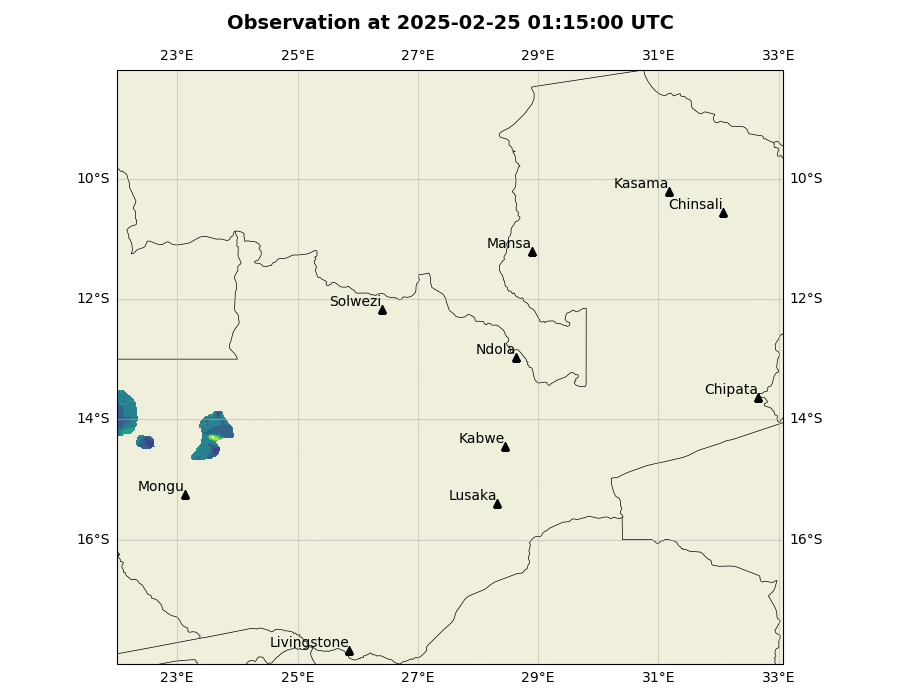 Observation at 2025-02-25 01:15:00 UTC
23°E 25°E 27°E 29°E 31°E 33°E
10°S 10°S
Kasama
Chinsali
Mansa
12°S 12°S
Solwezi
Ndola
Chipata
14°S 14°S
Kabwe
Mongu
Lusaka
16°S 16°S
Livingstone
23°E 25°E 27°E 29°E 31°E 33°E